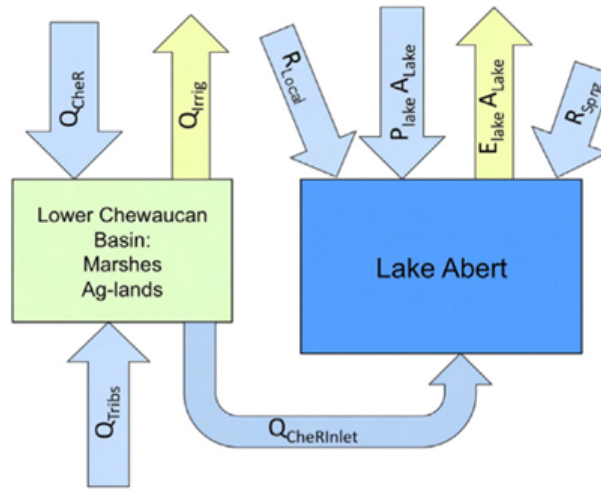 Q_CheR
Q_Irrig
R_Local
P_lake A_Lake
E_lake A_Lake
R_Sprg
Lower Chewaucan
Basin:
Marshes
Ag-lands
Lake Abert
Q_Tribs
Q_CheRInlet